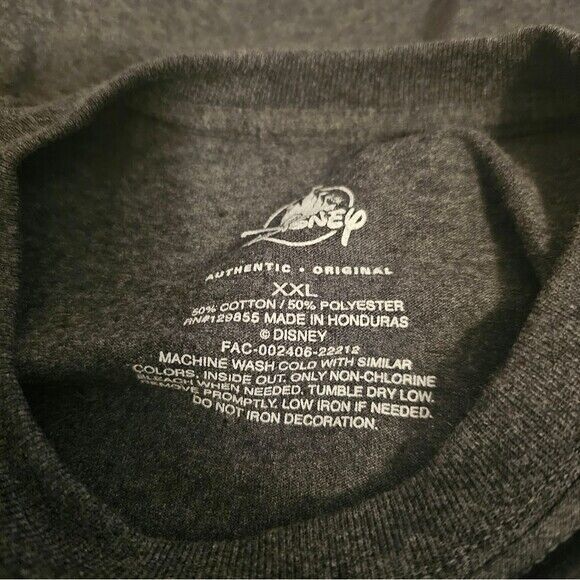 Disney
AUTHENTIC • ORIGINAL
XXL
50% COTTON / 50% POLYESTER
RN#129855 MADE IN HONDURAS
© DISNEY
FAC-002406-22212
MACHINE WASH COLD WITH SIMILAR
COLORS. INSIDE OUT. ONLY NON-CHLORINE
BLEACH WHEN NEEDED. TUMBLE DRY LOW.
REMOVE PROMPTLY. LOW IRON IF NEEDED.
DO NOT IRON DECORATION.